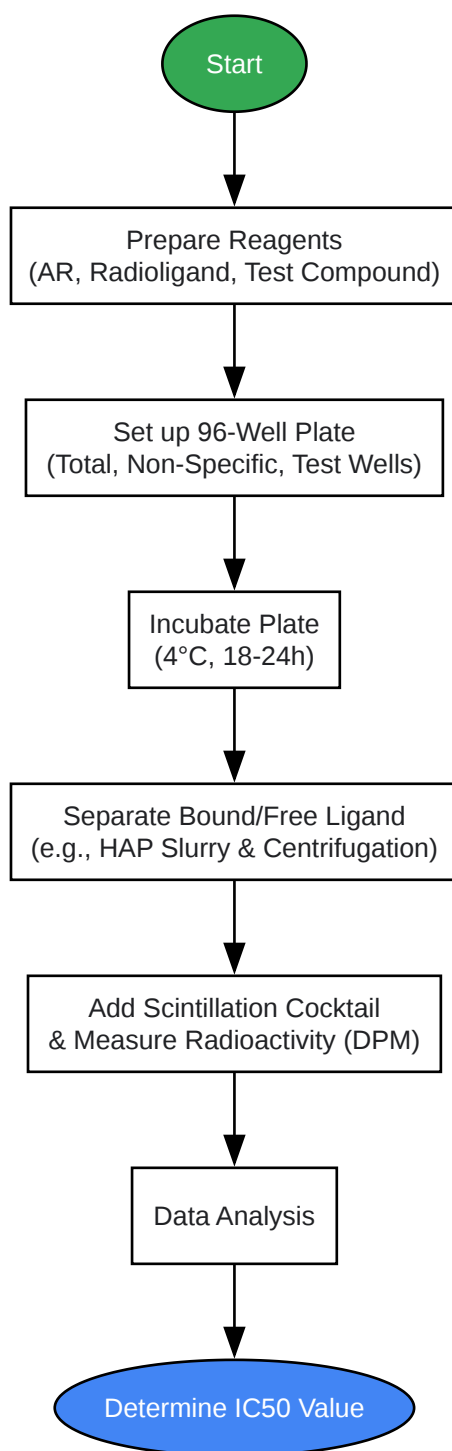 Start
Prepare Reagents
(AR, Radioligand, Test Compound)
Set up 96-Well Plate
(Total, Non-Specific, Test Wells)
Incubate Plate
(4°C, 18-24h)
Separate Bound/Free Ligand
(e.g., HAP Slurry & Centrifugation)
Add Scintillation Cocktail
& Measure Radioactivity (DPM)
Data Analysis
Determine IC50 Value